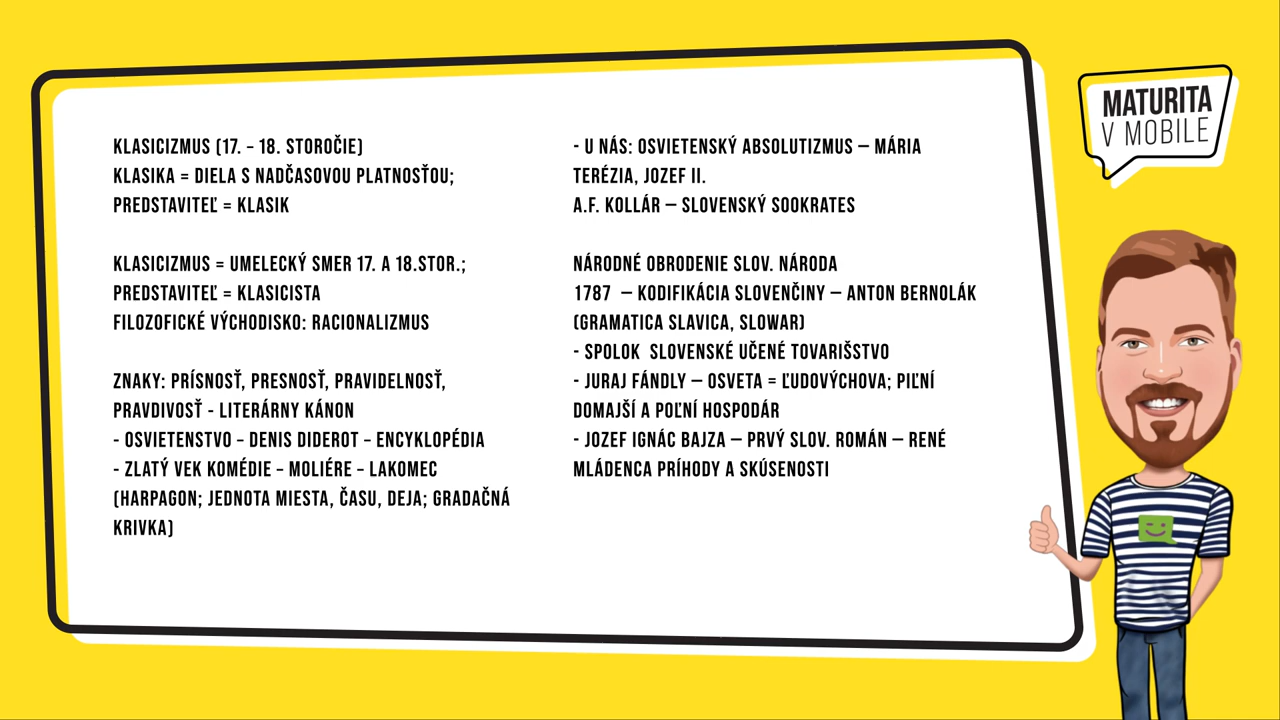 KLASICIZMUS (17. – 18. STOROČIE)
KLASIKA = DIELA S NADČASOVOU PLATNOSŤOU;
PREDSTAVITEĽ = KLASIK
KLASICIZMUS = UMELECKÝ SMER 17. A 18.STOR.;
PREDSTAVITEĽ = KLASICISTA
FILOZOFICKÉ VÝCHODISKO: RACIONALIZMUS
ZNAKY: PRÍSNOSŤ, PRESNOSŤ, PRAVIDELNOSŤ,
PRAVDIVOSŤ - LITERÁRNY KÁNON
- OSVIETENSTVO – DENIS DIDEROT – ENCYKLOPÉDIA
- ZLATÝ VEK KOMÉDIE – MOLIÉRE – LAKOMEC
(HARPAGON; JEDNOTA MIESTA, ČASU, DEJA; GRADAČNÁ
KRIVKA)
- U NÁS: OSVIETENSKÝ ABSOLUTIZMUS — MÁRIA
TERÉZIA, JOZEF II.
A.F. KOLLÁR — SLOVENSKÝ SOOKRATES
NÁRODNÉ OBRODENIE SLOV. NÁRODA
1787 — KODIFIKÁCIA SLOVENČINY — ANTON BERNOLÁK
(GRAMATICA SLAVICA, SLOWAR)
- SPOLOK SLOVENSKÉ UČENÉ TOVARIŠSTVO
- JURAJ FÁNDLY — OSVETA = ĽUDOVÝCHOVA; PIĽNÍ
DOMAJŠÍ A POĽNÍ HOSPODÁR
- JOZEF IGNÁC BAJZA — PRVÝ SLOV. ROMÁN — RENÉ
MLÁDENCA PRÍHODY A SKÚSENOSTI
MATURITA
V MOBILE